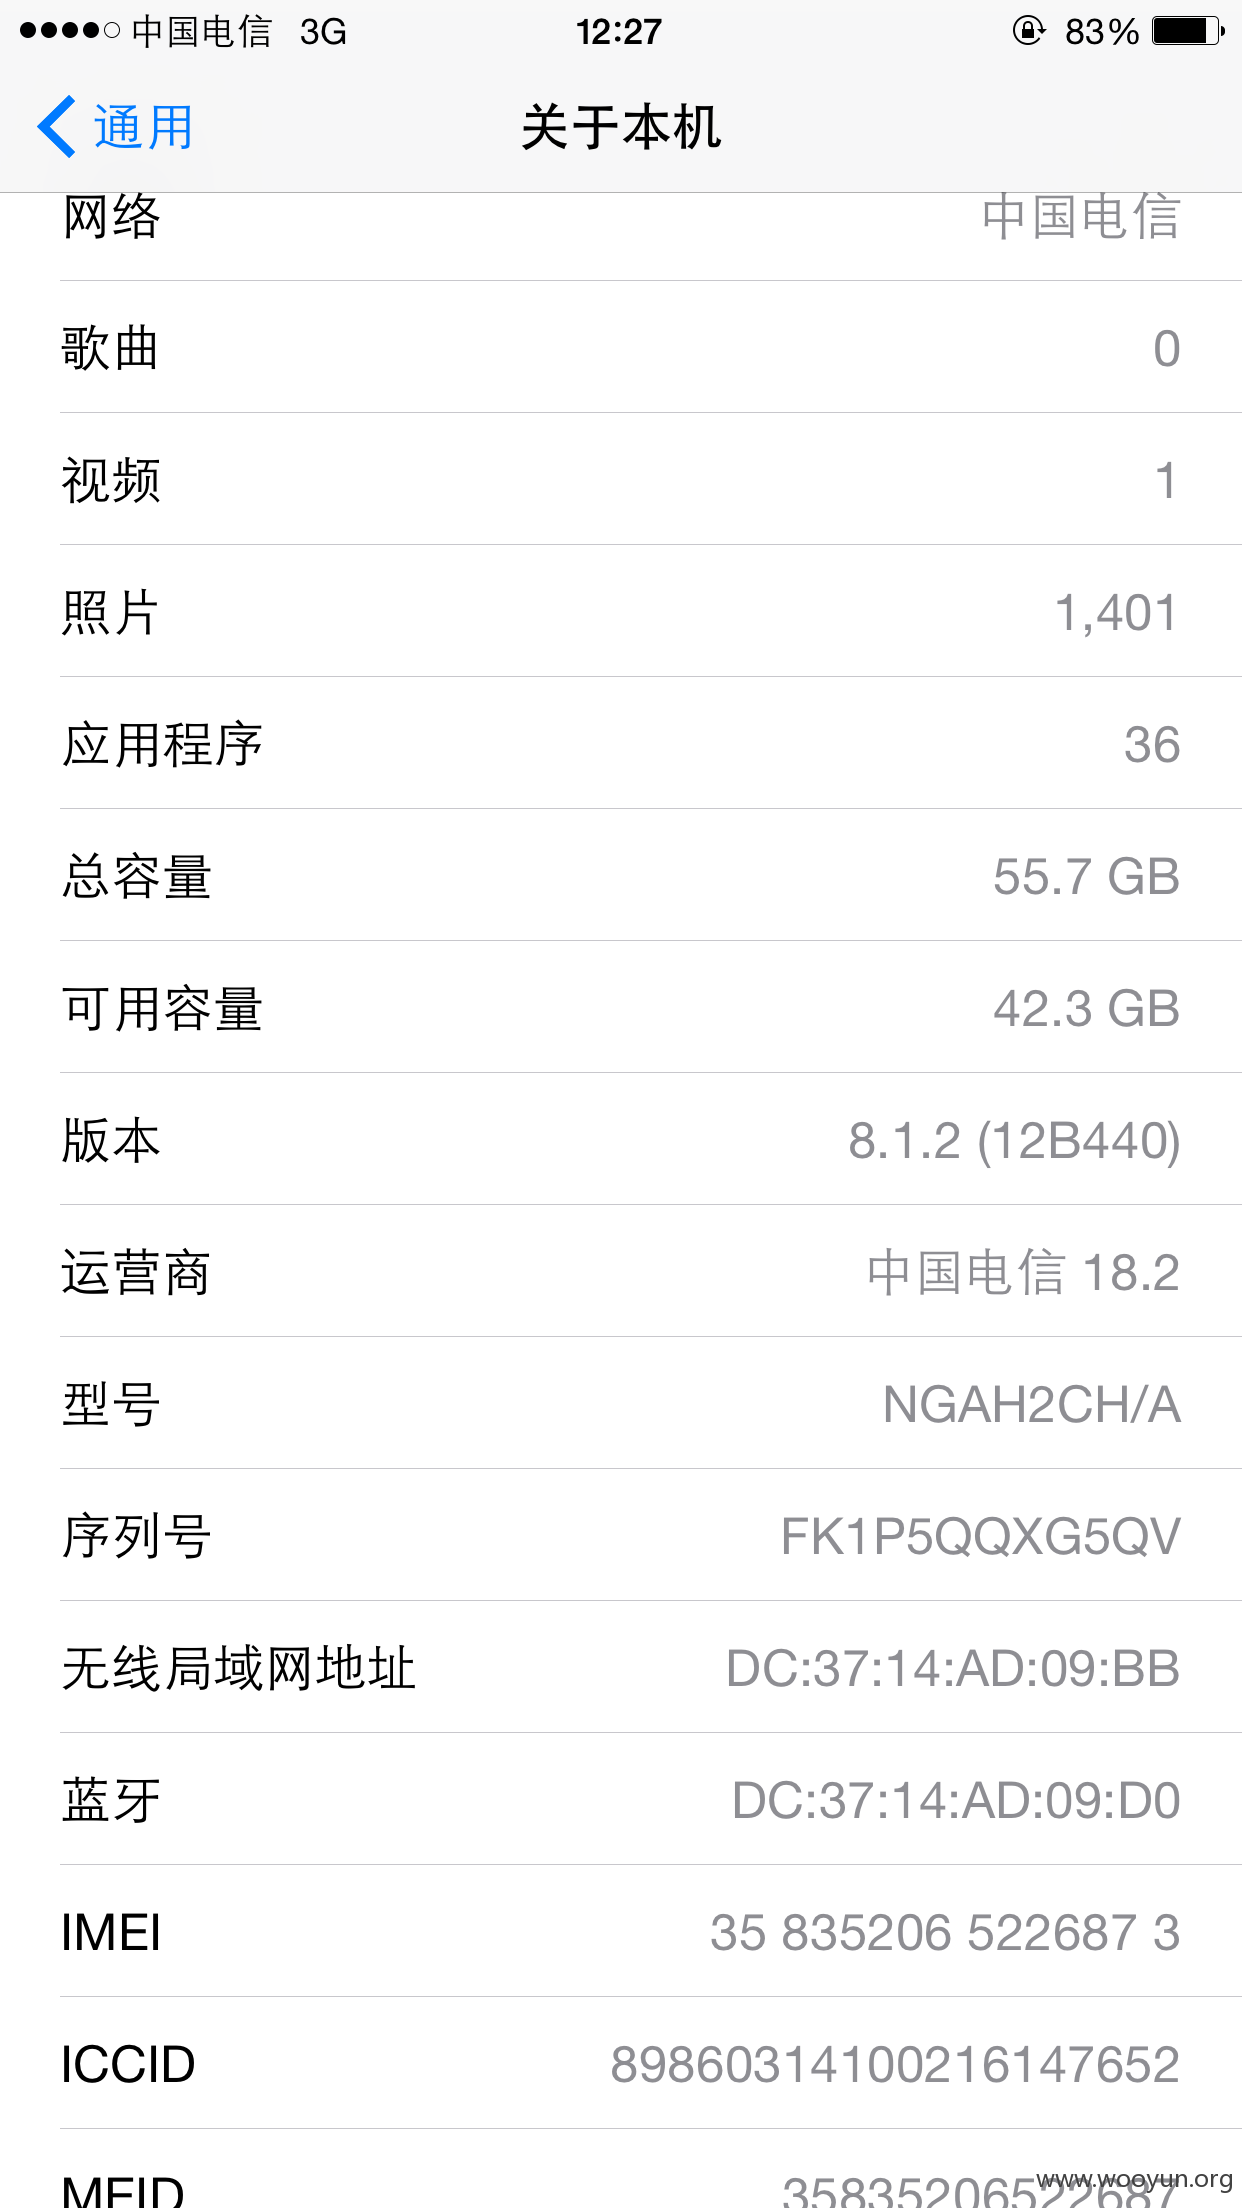 中国电信 3G 12:27 83%
通用 关于本机
网络 中国电信
歌曲 0
视频 1
照片 1,401
应用程序 36
总容量 55.7 GB
可用容量 42.3 GB
版本 8.1.2 (12B440)
运营商 中国电信 18.2
型号 NGAH2CH/A
序列号 FK1P5QQXG5QV
无线局域网地址 DC:37:14:AD:09:BB
蓝牙 DC:37:14:AD:09:D0
IMEI 35 835206 522687 3
ICCID 89860314100216147652
MEID 35835206522687
www.wooyun.org